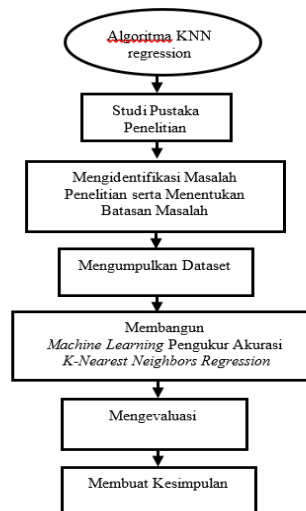 Algoritma KNN
regression
Studi Pustaka
Penelitian
Mengidentifikasi Masalah
Penelitian serta Menentukan
Batasan Masalah
Mengumpulkan Dataset
Membangun
Machine Learning Pengukur Akurasi
K-Nearest Neighbors Regression
Mengevaluasi
Membuat Kesimpulan